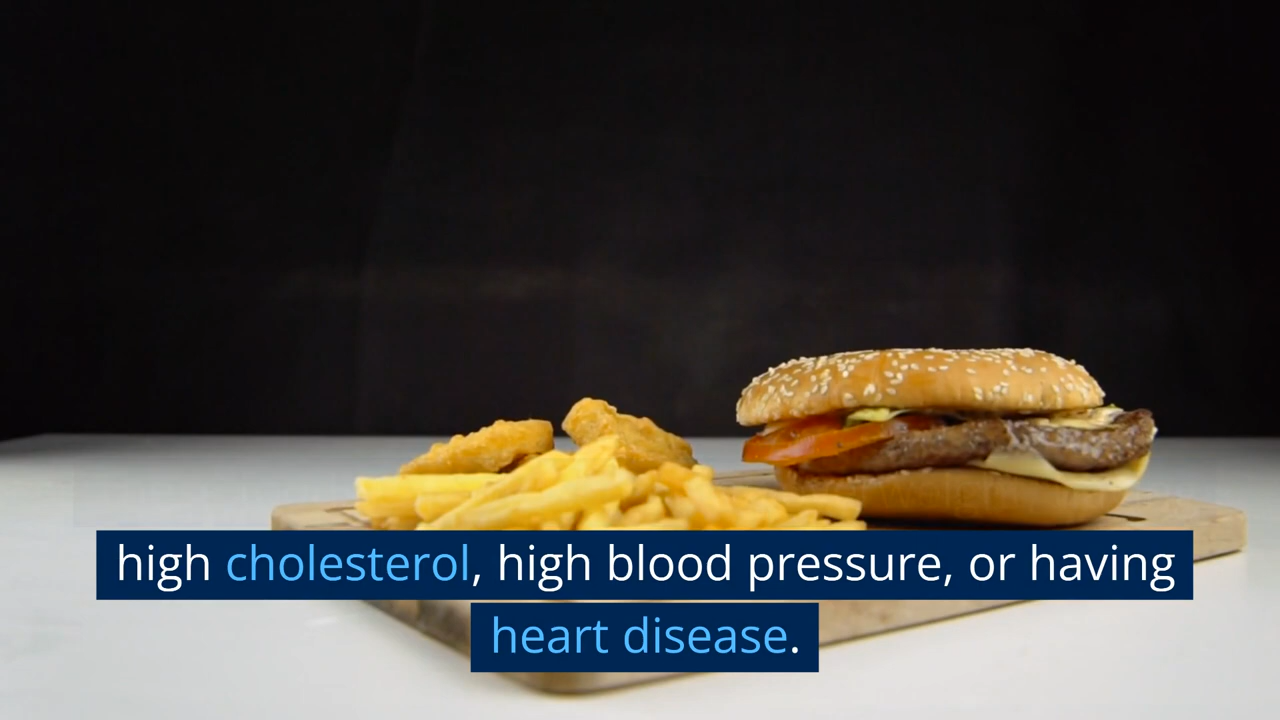 high cholesterol, high blood pressure, or having
heart disease.